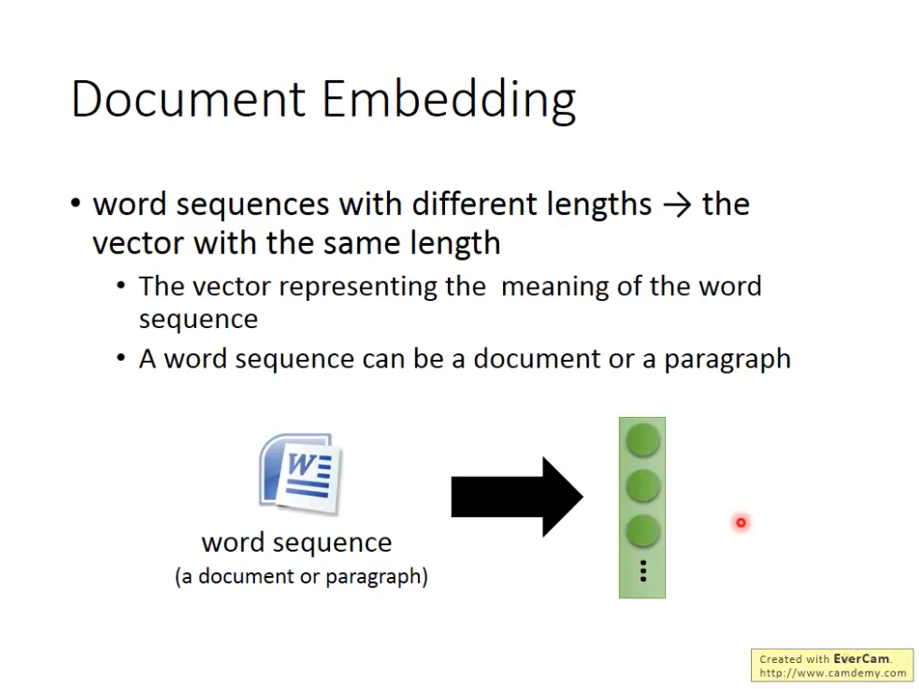 Document Embedding
• word sequences with different lengths → the
vector with the same length
• The vector representing the meaning of the word
sequence
• A word sequence can be a document or a paragraph
W
word sequence
(a document or paragraph)
Created with EverCam.
http://www.camdemy.com